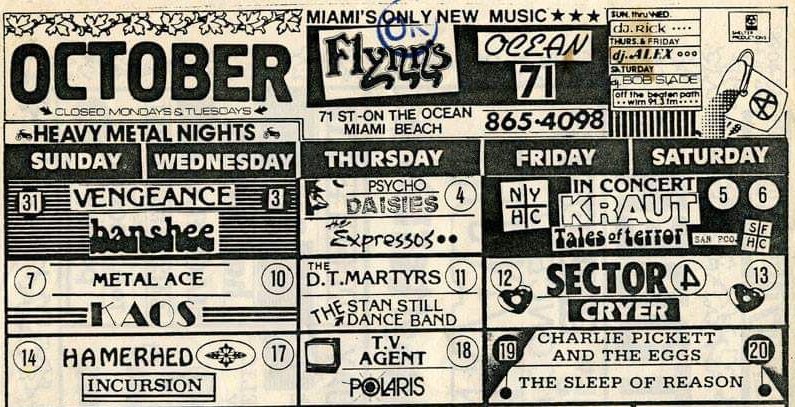 OCTOBER
CLOSED MONDAYS & TUESDAYS
MIAMI'S ONLY NEW MUSIC
OK
Flynn's
OCEAN
71
71 ST-ON THE OCEAN
MIAMI BEACH
865-4098
SUN. thru WED.
dJ. Rick
THURS. & FRIDAY
dj. ALEX
SATURDAY
dj BOB SLADE
off the beaten path
HEAVY METAL NIGHTS
SUNDAY
WEDNESDAY
THURSDAY
FRIDAY
SATURDAY
31
VENGEANCE
3
banshee
PSYCHO
DAISIES
4
the
Expressos
NY
HC
IN CONCERT
5
6
KRAUT
Tales of terror
SF
HC
7
METAL ACE
10
KAOS
THE
D.T. MARTYRS
11
THE STAN STILL
DANCE BAND
12
SECTOR 4
13
CRYER
14
HAMERHED
17
INCURSION
T.V.
AGENT
18
POLARIS
19
CHARLIE PICKETT
AND THE EGGS
20
THE SLEEP OF REASON